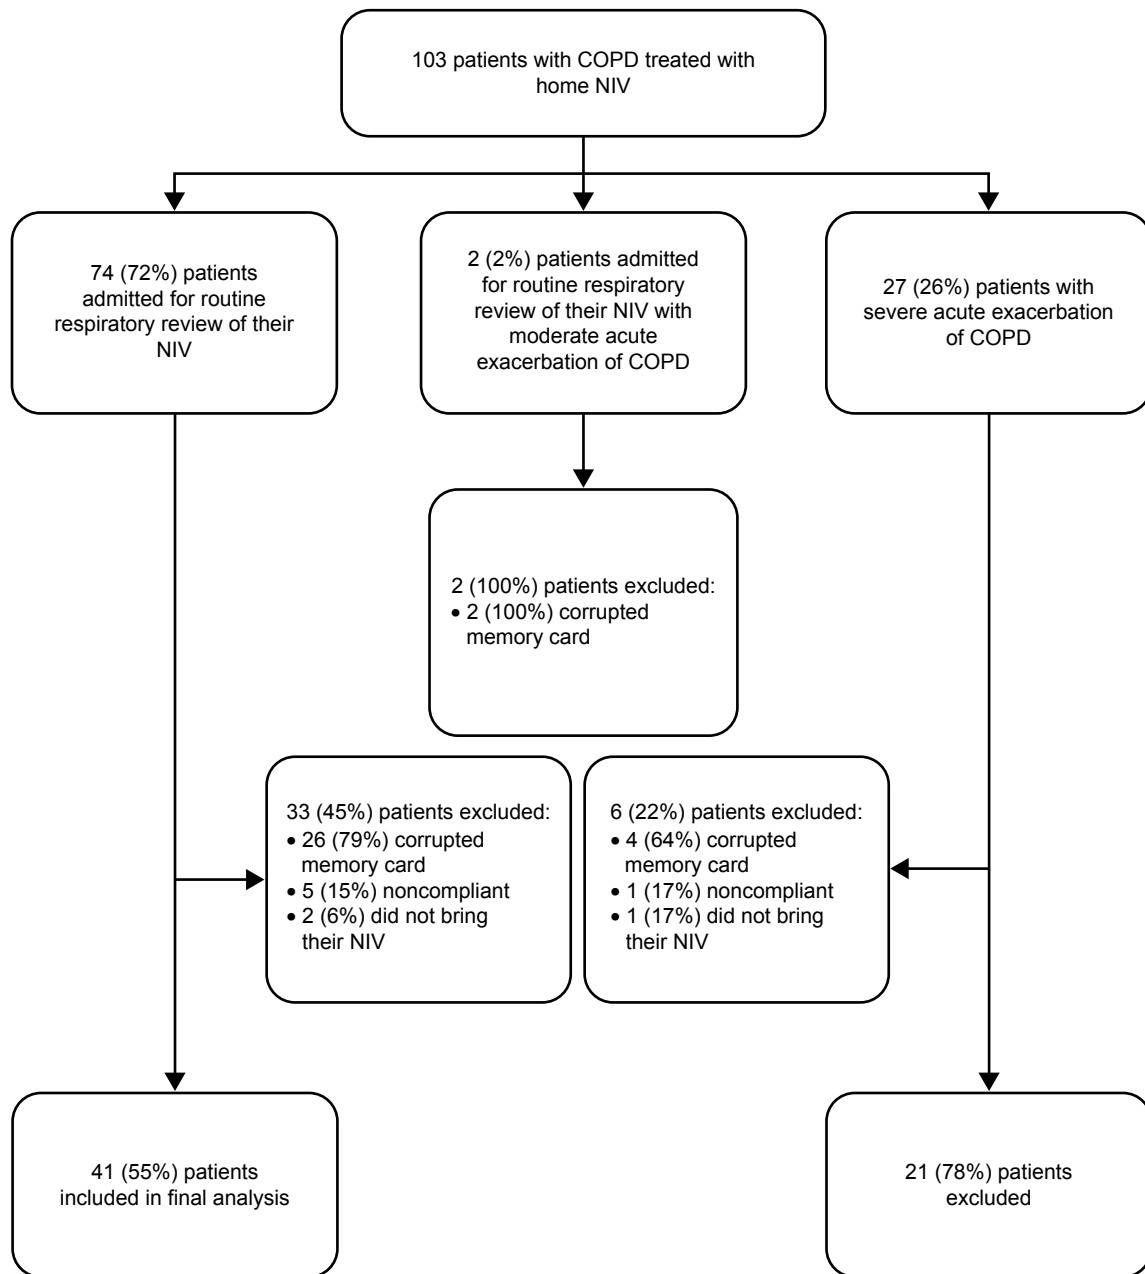 103 patients with COPD treated with
home NIV
74 (72%) patients
admitted for routine
respiratory review of their
NIV
2 (2%) patients admitted
for routine respiratory
review of their NIV with
moderate acute
exacerbation of COPD
27 (26%) patients with
severe acute exacerbation
of COPD
2 (100%) patients excluded:
• 2 (100%) corrupted
memory card
33 (45%) patients excluded:
• 26 (79%) corrupted
memory card
• 5 (15%) noncompliant
• 2 (6%) did not bring
their NIV
6 (22%) patients excluded:
• 4 (64%) corrupted
memory card
• 1 (17%) noncompliant
• 1 (17%) did not bring
their NIV
41 (55%) patients
included in final analysis
21 (78%) patients
excluded